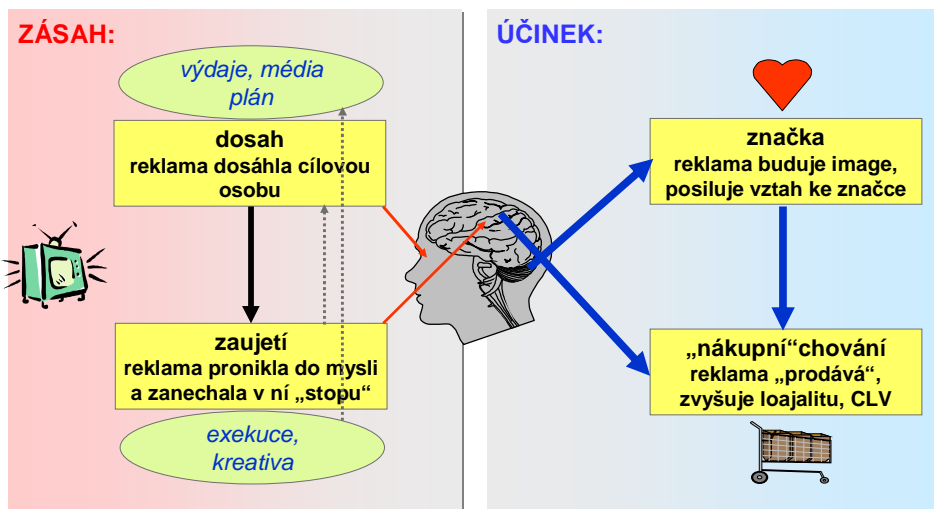 ZÁSAH:
výdaje, média
plán
dosah
reklama dosáhla cílovou
osobu
zaujetí
reklama pronikla do mysli
a zanechala v ní „stopu“
exekuce,
kreativa
ÚČINEK:
značka
reklama buduje image,
posiluje vztah ke značce
„nákupní“chování
reklama „prodává“,
zvyšuje loajalitu, CLV